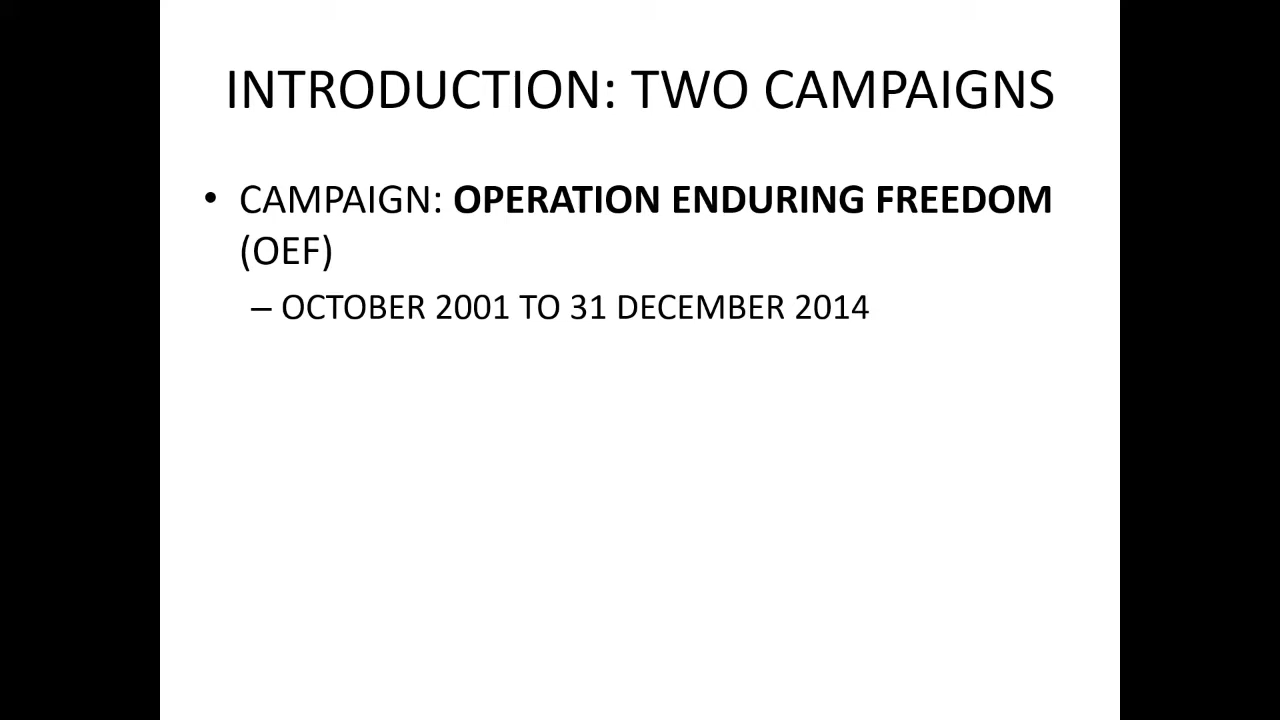 INTRODUCTION: TWO CAMPAIGNS
• CAMPAIGN: OPERATION ENDURING FREEDOM
(OEF)
– OCTOBER 2001 TO 31 DECEMBER 2014